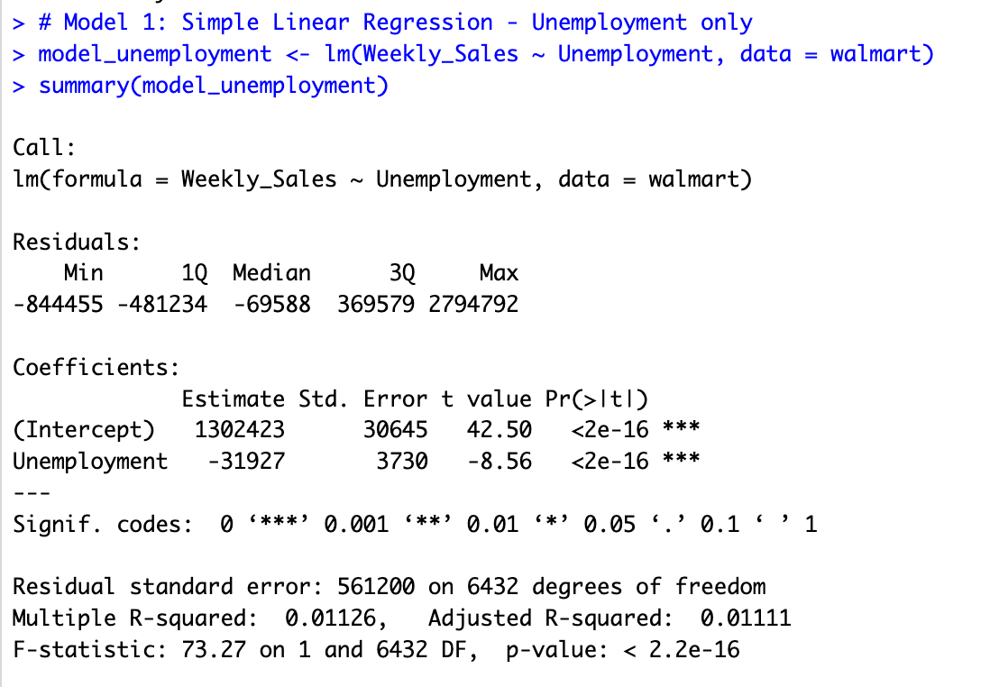 > # Model 1: Simple Linear Regression - Unemployment only
> model_unemployment <- lm(Weekly_Sales ~ Unemployment, data = walmart)
> summary(model_unemployment)

Call:
lm(formula = Weekly_Sales ~ Unemployment, data = walmart)

Residuals:
    Min      1Q  Median      3Q     Max
-844455 -481234  -69588  369579 2794792

Coefficients:
             Estimate Std. Error t value Pr(>|t|)
(Intercept)   1302423      30645   42.50   <2e-16 ***
Unemployment   -31927       3730   -8.56   <2e-16 ***
---
Signif. codes:  0 ‘***’ 0.001 ‘**’ 0.01 ‘*’ 0.05 ‘.’ 0.1 ‘ ’ 1

Residual standard error: 561200 on 6432 degrees of freedom
Multiple R-squared:  0.01126,   Adjusted R-squared:  0.01111
F-statistic: 73.27 on 1 and 6432 DF,  p-value: < 2.2e-16